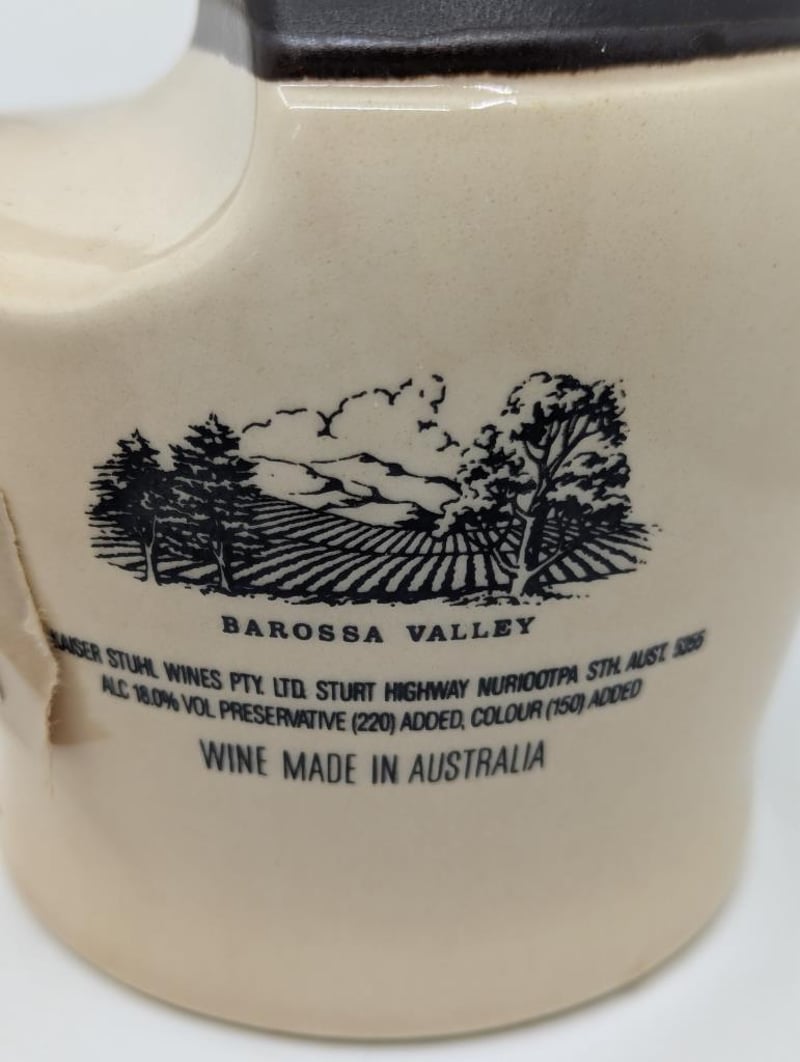 BAROSSA VALLEY
KAISER STUHL WINES PTY. LTD. STURT HIGHWAY NURIOOTPA STH. AUST. 5355
ALC 18.0% VOL PRESERVATIVE (220) ADDED, COLOUR (150) ADDED
WINE MADE IN AUSTRALIA